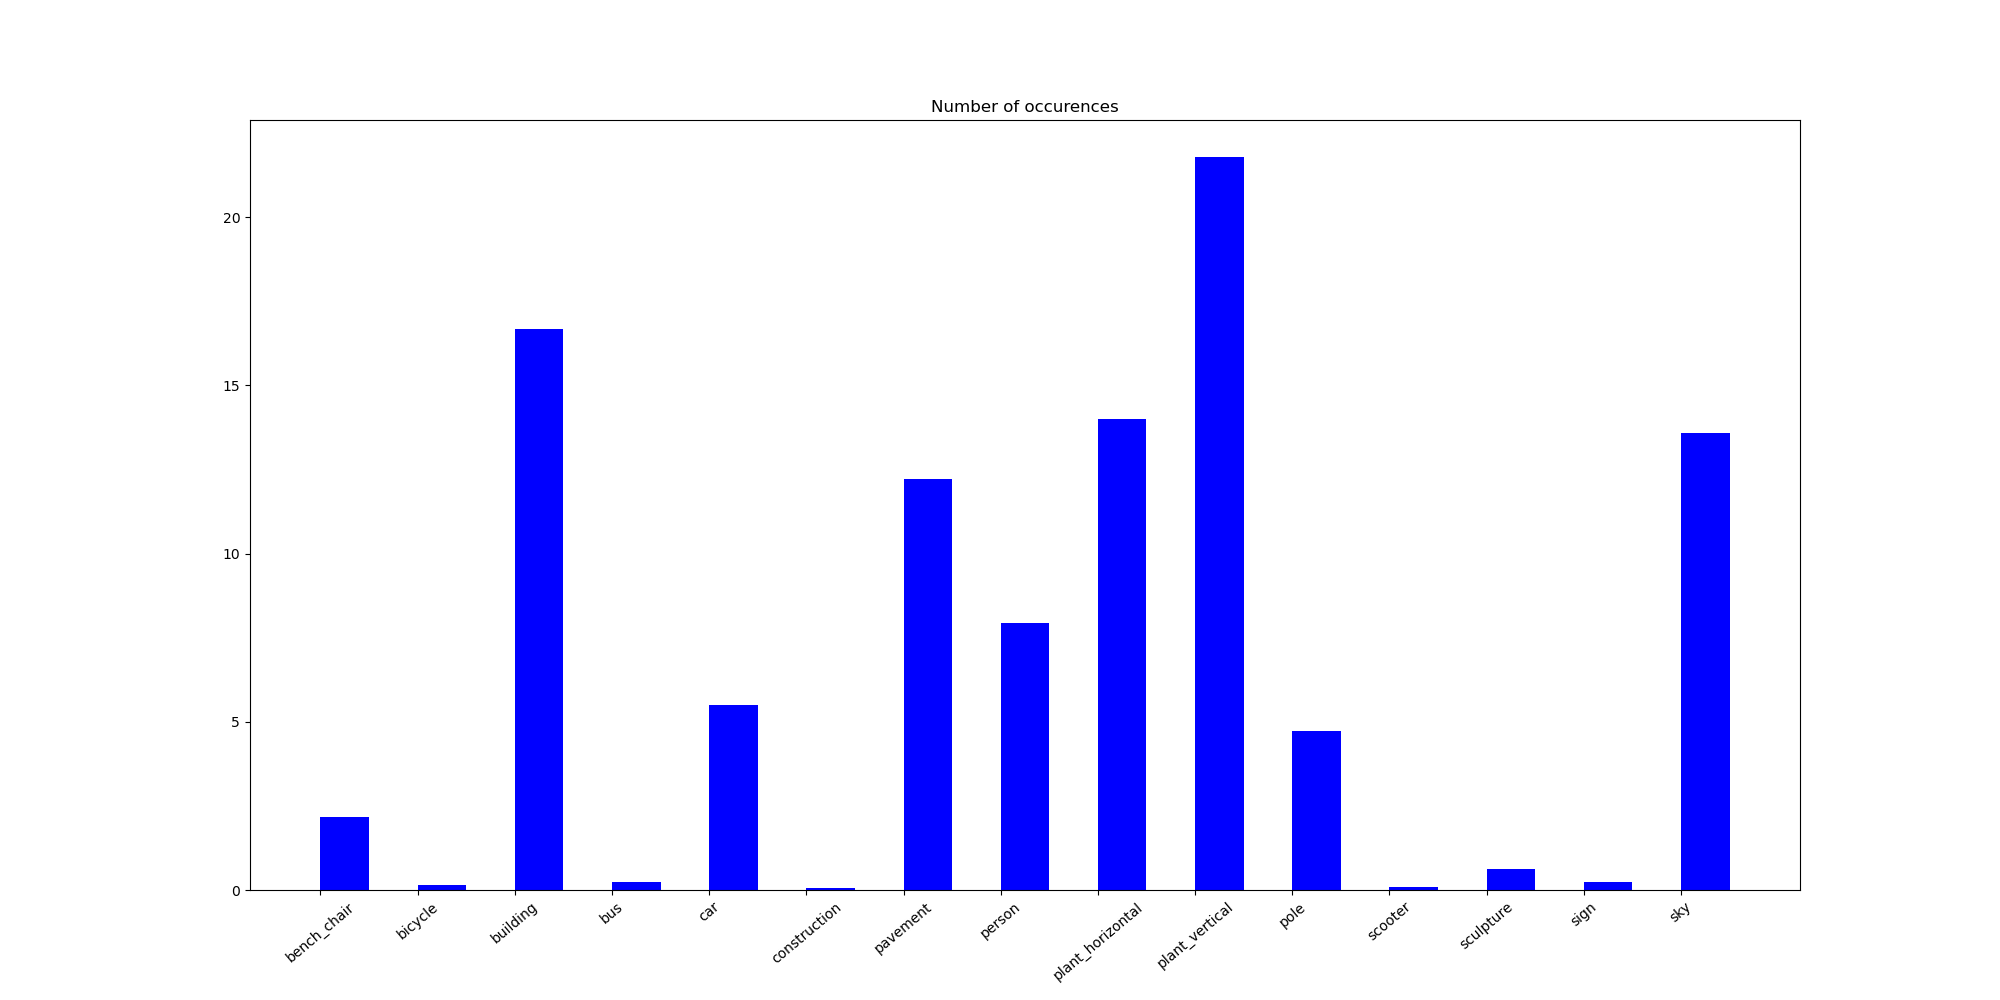 Number of occurences
20
15
10
5
0
bench_chair
bicycle
building
bus
car
construction
pavement
person
plant_horizontal
plant_vertical
pole
scooter
sculpture
sign
sky